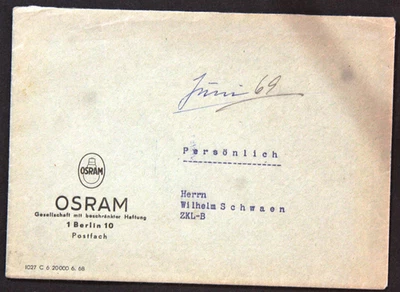 Juni 69
Persönlich
Herrn
Wilhelm Schwaen
ZKL-B
OSRAM
OSRAM
Gesellschaft mit beschränkter Haftung
1 Berlin 10
Postfach
1027 C 6 20000 6. 68